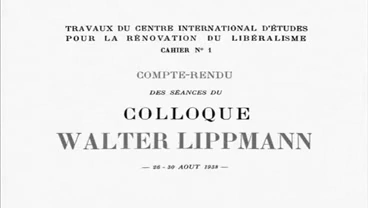 TRAVAUX DU CENTRE INTERNATIONAL D'ÉTUDES
POUR LA RÉNOVATION DU LIBÉRALISME
CAHIER Nº 1
COMPTE-RENDU
DES SÉANCES DU
COLLOQUE
WALTER LIPPMANN
— 26 - 30 AOUT 1938 —